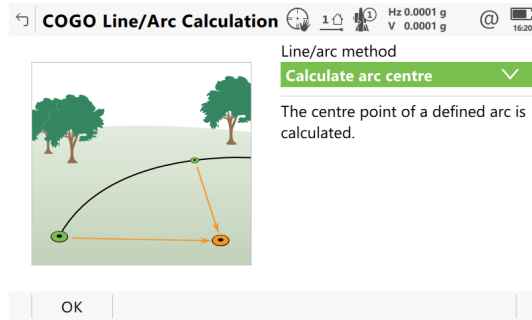 COGO Line/Arc Calculation
1
1
Hz 0.0001 g
V 0.0001 g
@
16:20
Line/arc method
Calculate arc centre
The centre point of a defined arc is
calculated.
OK